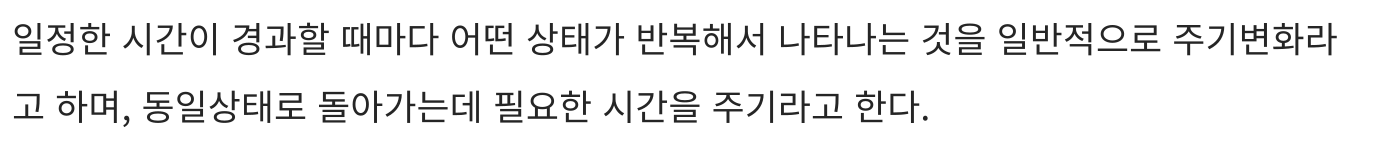 일정한 시간이 경과할 때마다 어떤 상태가 반복해서 나타나는 것을 일반적으로 주기변화라
고 하며, 동일상태로 돌아가는데 필요한 시간을 주기라고 한다.